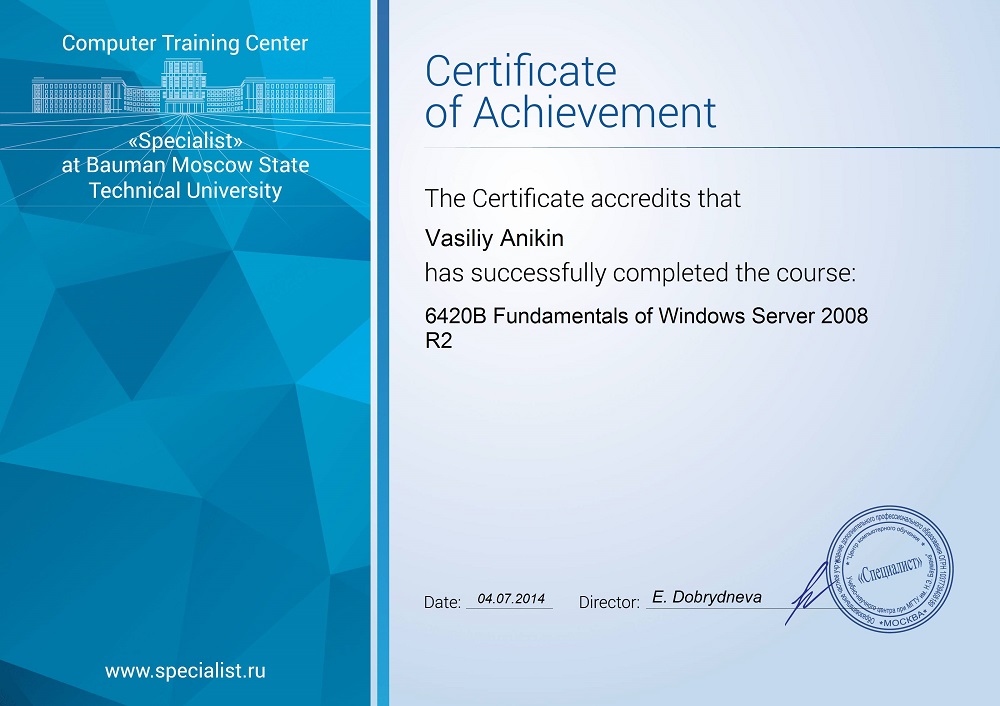 Computer Training Center
«Specialist»
at Bauman Moscow State
Technical University
www.specialist.ru
Certificate
of Achievement
The Certificate accredits that
Vasiliy Anikin
has successfully completed the course:
6420B Fundamentals of Windows Server 2008
R2
Date: 04.07.2014 Director: E. Dobrydneva
«Специалист»
*МОСКВА*